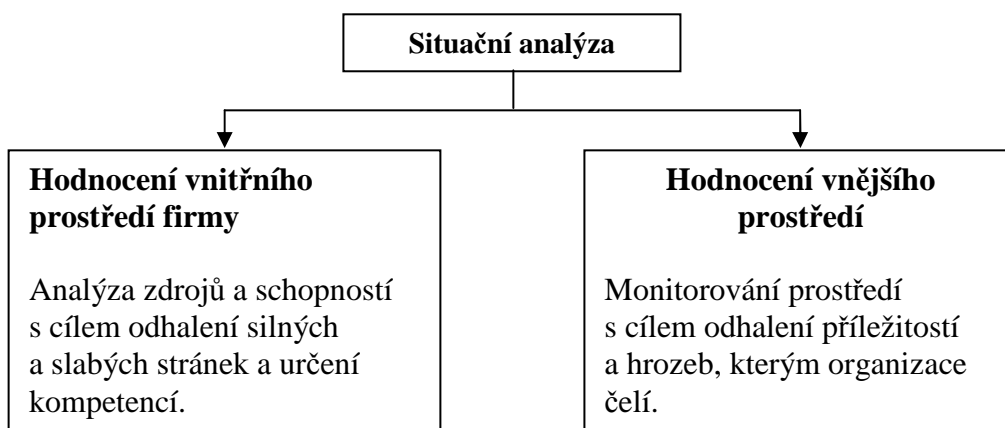 Situační analýza
Hodnocení vnitřního
prostředí firmy
Analýza zdrojů a schopností
s cílem odhalení silných
a slabých stránek a určení
kompetencí.
Hodnocení vnějšího
prostředí
Monitorování prostředí
s cílem odhalení příležitostí
a hrozeb, kterým organizace
čelí.